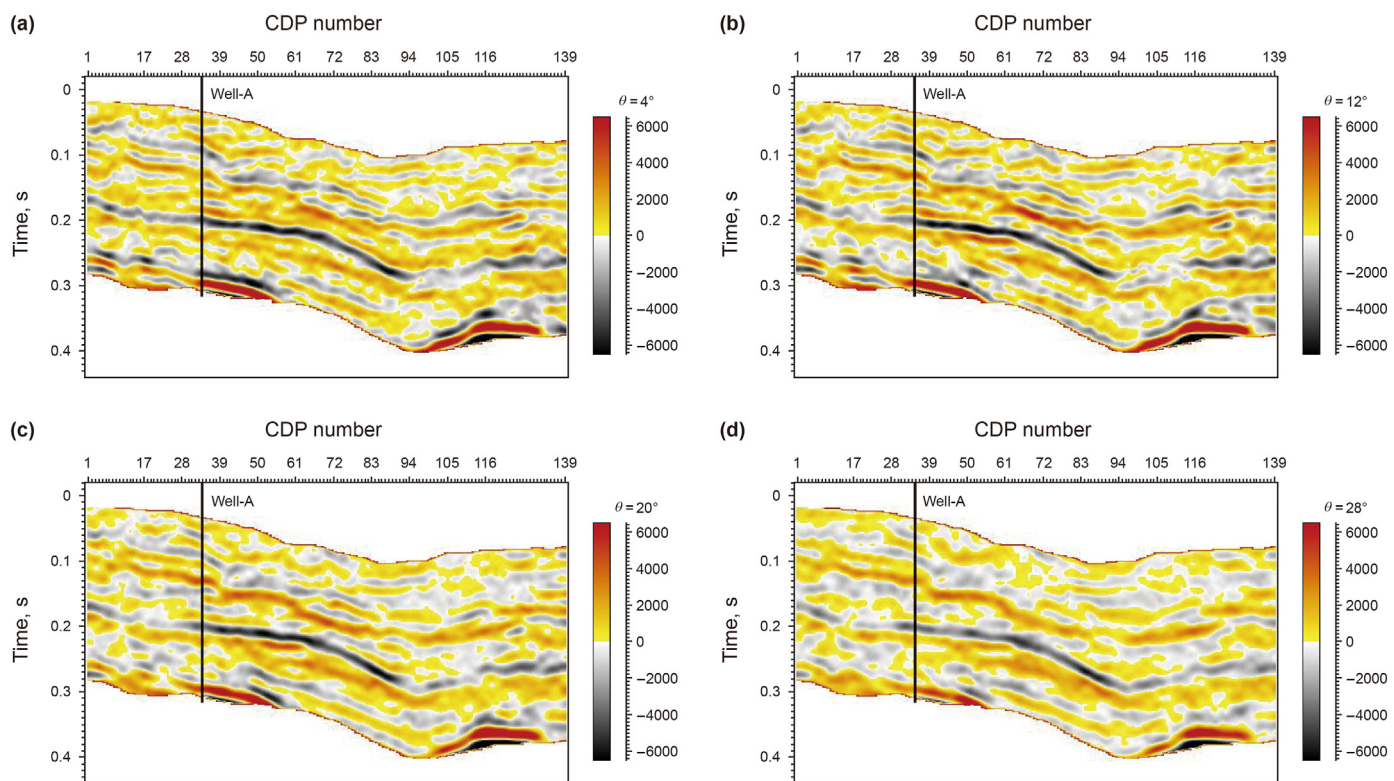 (a)
CDP number
1 17 28 39 50 61 72 83 94 105 116 139
Well-A
Time, s
0
0.1
0.2
0.3
0.4
θ = 4°
6000
4000
2000
0
−2000
−4000
−6000
(b)
CDP number
1 17 28 39 50 61 72 83 94 105 116 139
Well-A
Time, s
0
0.1
0.2
0.3
0.4
θ = 12°
6000
4000
2000
0
−2000
−4000
−6000
(c)
CDP number
1 17 28 39 50 61 72 83 94 105 116 139
Well-A
Time, s
0
0.1
0.2
0.3
0.4
θ = 20°
6000
4000
2000
0
−2000
−4000
−6000
(d)
CDP number
1 17 28 39 50 61 72 83 94 105 116 139
Well-A
Time, s
0
0.1
0.2
0.3
0.4
θ = 28°
6000
4000
2000
0
−2000
−4000
−6000